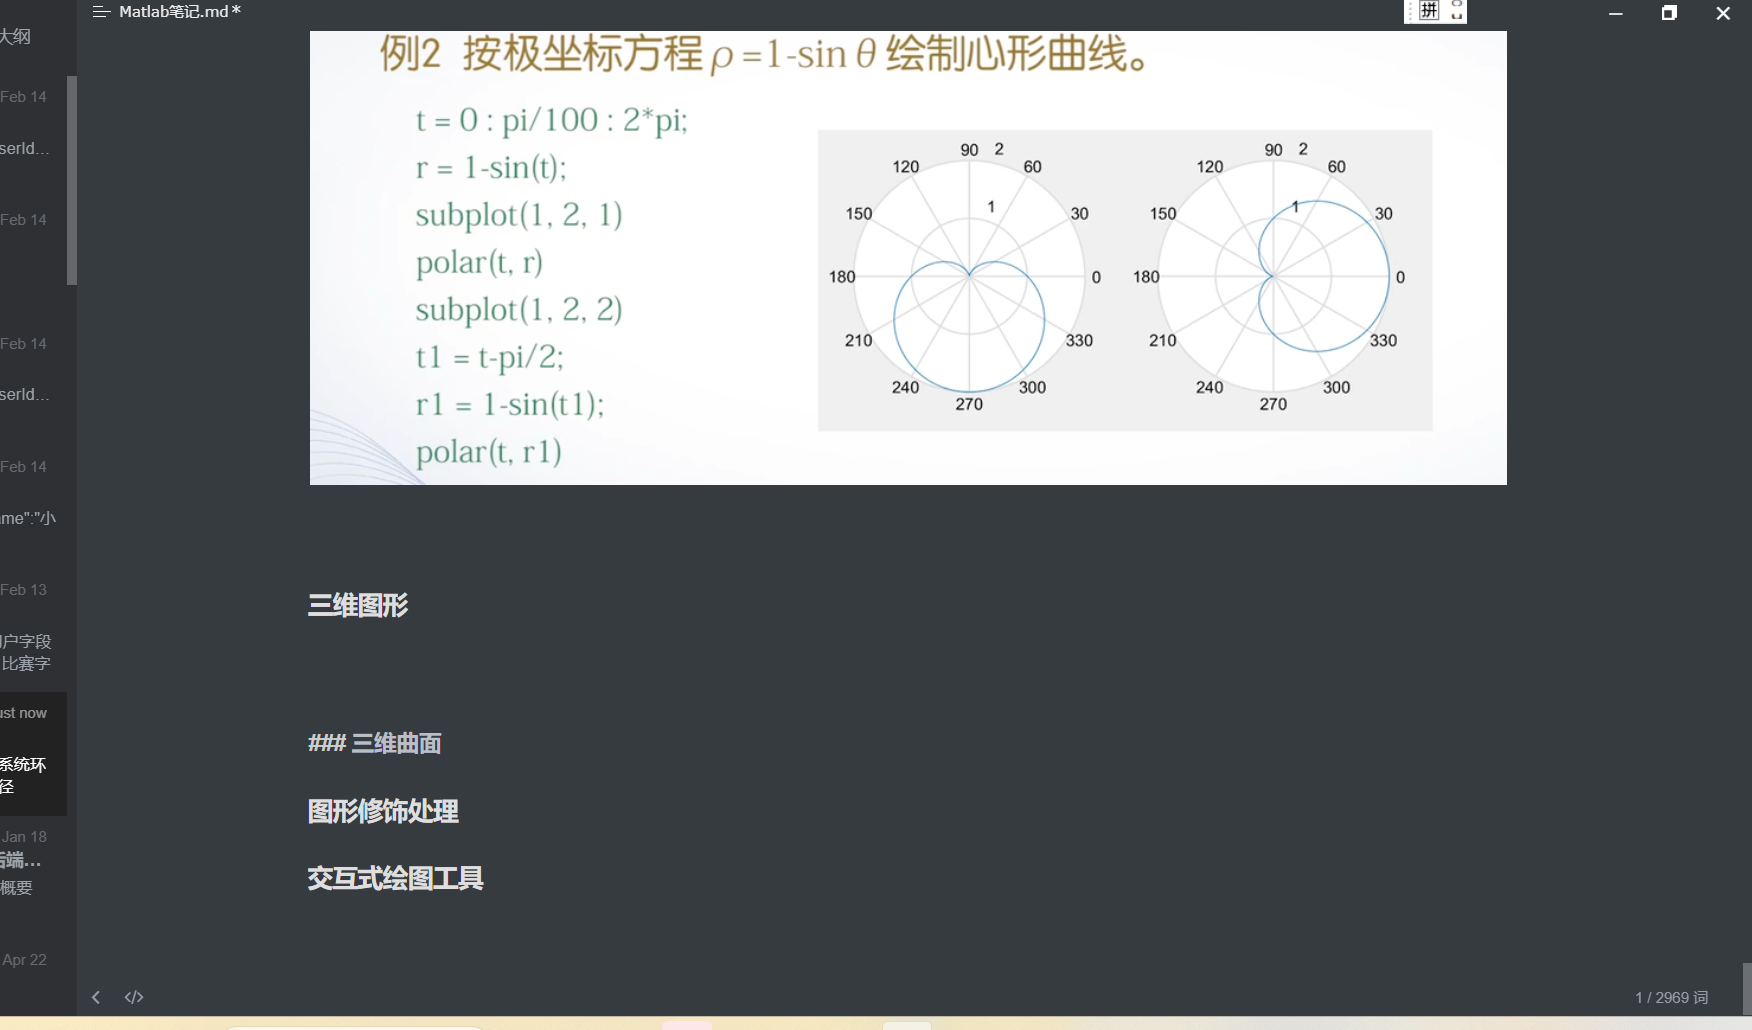 Matlab笔记.md*
拼
大纲
Feb 14
serId...
Feb 14
Feb 14
serId...
Feb 14
ame":"小
Feb 13
户字段
比赛字
ust now
系统环
径
Jan 18
后端...
概要
Apr 22
例2 按极坐标方程 ρ =1-sin θ 绘制心形曲线。
t = 0 : pi/100 : 2*pi;
r = 1-sin(t);
subplot(1, 2, 1)
polar(t, r)
subplot(1, 2, 2)
t1 = t-pi/2;
r1 = 1-sin(t1);
polar(t, r1)
90 2
120 60
1
150 30
180 0
210 330
240 300
270
90 2
120 60
1
150 30
180 0
210 330
240 300
270
三维图形
### 三维曲面
图形修饰处理
交互式绘图工具
</>
1 / 2969 词